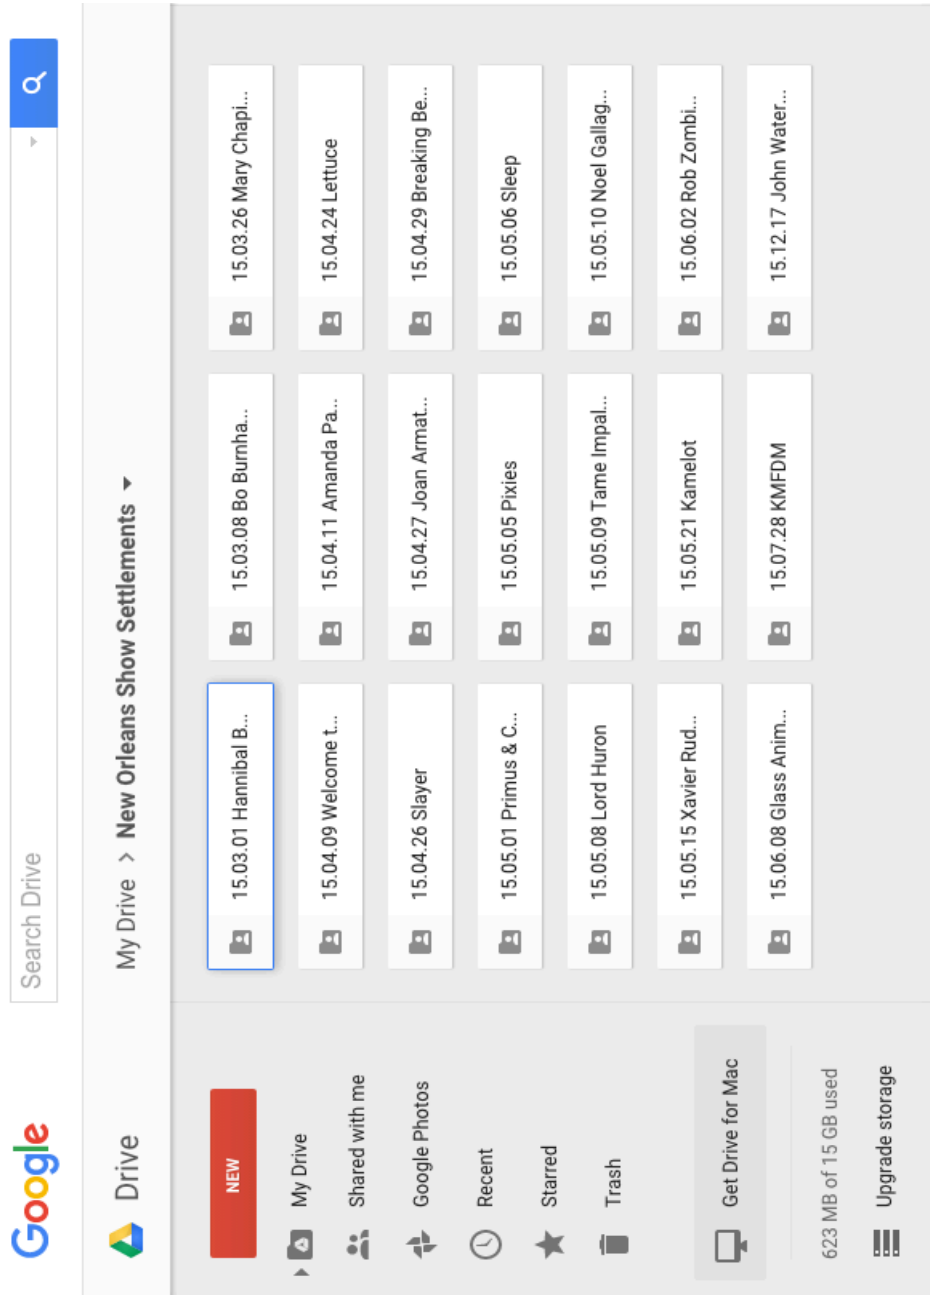 Google
Search Drive
Drive
My Drive > New Orleans Show Settlements
NEW
My Drive
Shared with me
Google Photos
Recent
Starred
Trash
Get Drive for Mac
623 MB of 15 GB used
Upgrade storage
15.03.01 Hannibal B...
15.03.08 Bo Burnha...
15.03.26 Mary Chapi...
15.04.09 Welcome t...
15.04.11 Amanda Pa...
15.04.24 Lettuce
15.04.26 Slayer
15.04.27 Joan Armat...
15.04.29 Breaking Be...
15.05.01 Primus & C...
15.05.05 Pixies
15.05.06 Sleep
15.05.08 Lord Huron
15.05.09 Tame Impal...
15.05.10 Noel Gallag...
15.05.15 Xavier Rud...
15.05.21 Kamelot
15.06.02 Rob Zombi...
15.06.08 Glass Anim...
15.07.28 KMFDM
15.12.17 John Water...